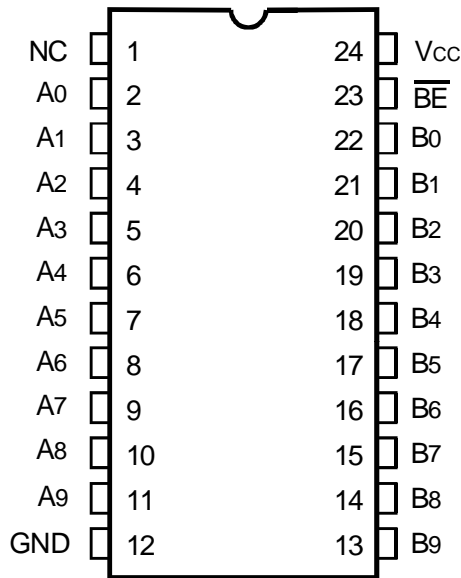 NC 1 24 Vcc
A0 2 23 BE
A1 3 22 B0
A2 4 21 B1
A3 5 20 B2
A4 6 19 B3
A5 7 18 B4
A6 8 17 B5
A7 9 16 B6
A8 10 15 B7
A9 11 14 B8
GND 12 13 B9